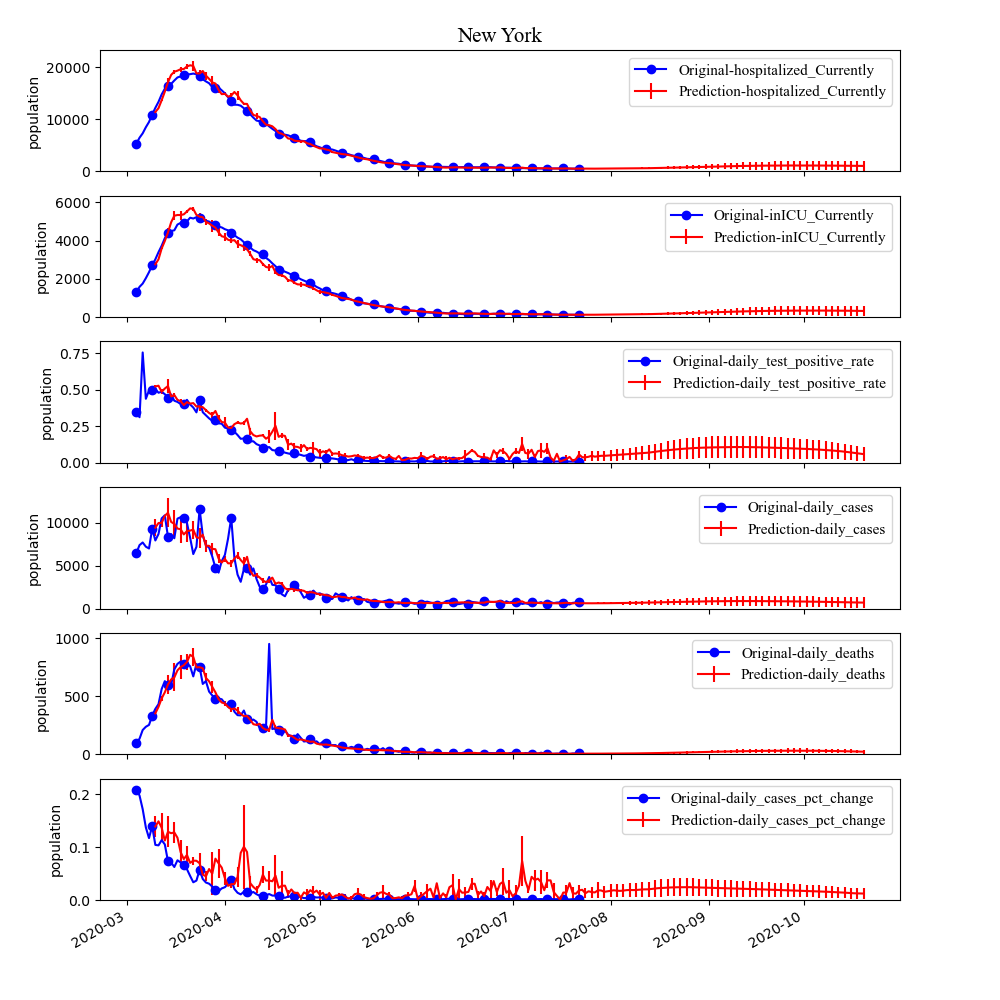 New York
population
20000
10000
0
Original-hospitalized_Currently
Prediction-hospitalized_Currently
population
6000
4000
2000
0
Original-inICU_Currently
Prediction-inICU_Currently
population
0.75
0.50
0.25
0.00
Original-daily_test_positive_rate
Prediction-daily_test_positive_rate
population
10000
5000
0
Original-daily_cases
Prediction-daily_cases
population
1000
500
0
Original-daily_deaths
Prediction-daily_deaths
population
0.2
0.1
0.0
Original-daily_cases_pct_change
Prediction-daily_cases_pct_change
2020-03 2020-04 2020-05 2020-06 2020-07 2020-08 2020-09 2020-10